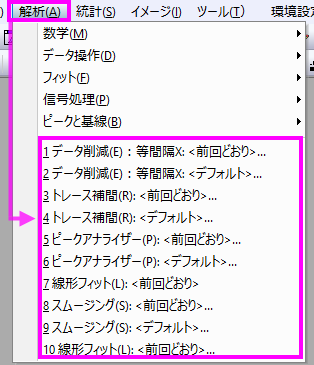 解析(A) 統計(S) イメージ(I) ツール(T) 環境設定
数学(M)
データ操作(D)
フィット(F)
信号処理(P)
ピークと基線(B)
1 データ削減(E)：等間隔X: <前回どおり>...
2 データ削減(E)：等間隔X: <デフォルト>...
3 トレース補間(R): <前回どおり>...
4 トレース補間(R): <デフォルト>...
5 ピークアナライザー(P): <前回どおり>...
6 ピークアナライザー(P): <デフォルト>...
7 線形フィット(L): <前回どおり>
8 スムージング(S): <前回どおり>...
9 スムージング(S): <デフォルト>...
10 線形フィット(L): <前回どおり>...